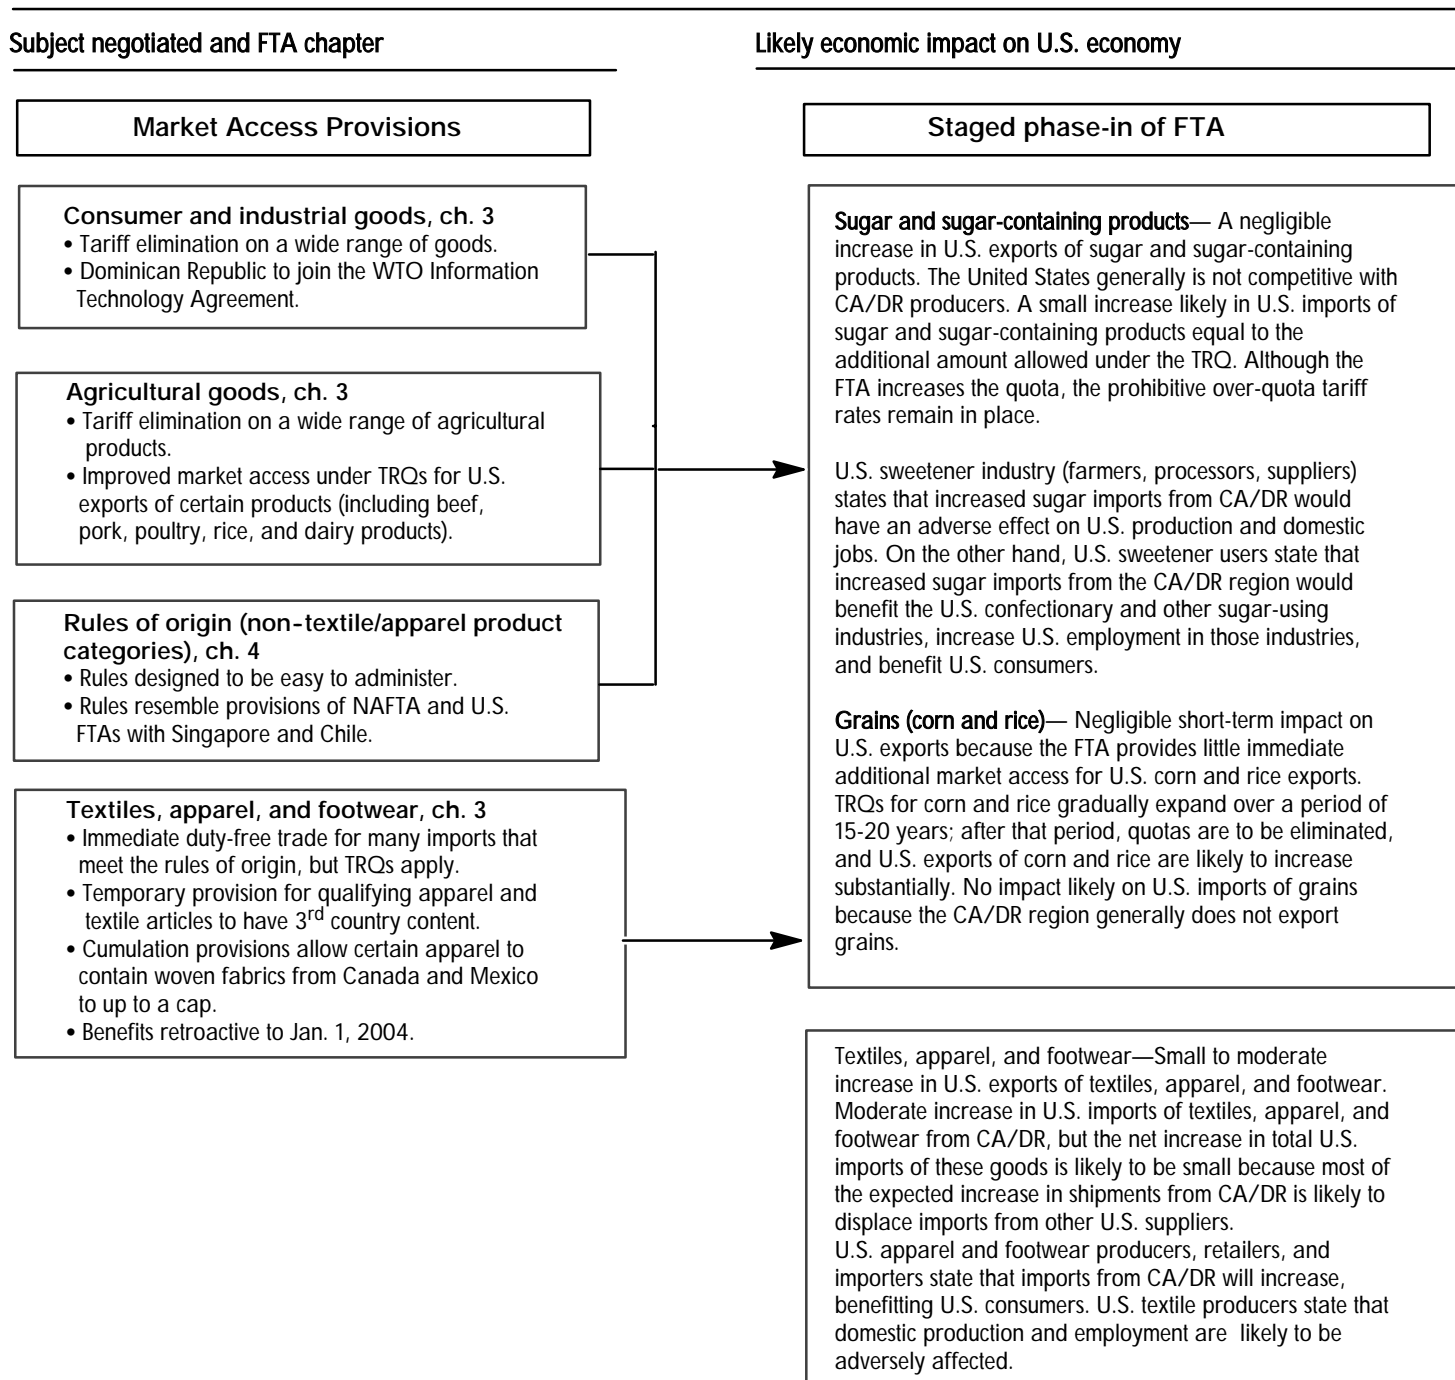 Subject negotiated and FTA chapter
Likely economic impact on U.S. economy
Market Access Provisions
Staged phase-in of FTA
Consumer and industrial goods, ch. 3
• Tariff elimination on a wide range of goods.
• Dominican Republic to join the WTO Information
Technology Agreement.
Agricultural goods, ch. 3
• Tariff elimination on a wide range of agricultural
products.
• Improved market access under TRQs for U.S.
exports of certain products (including beef,
pork, poultry, rice, and dairy products).
Rules of origin (non-textile/apparel product
categories), ch. 4
• Rules designed to be easy to administer.
• Rules resemble provisions of NAFTA and U.S.
FTAs with Singapore and Chile.
Textiles, apparel, and footwear, ch. 3
• Immediate duty-free trade for many imports that
meet the rules of origin, but TRQs apply.
• Temporary provision for qualifying apparel and
textile articles to have 3rd country content.
• Cumulation provisions allow certain apparel to
contain woven fabrics from Canada and Mexico
to up to a cap.
• Benefits retroactive to Jan. 1, 2004.
Sugar and sugar-containing products— A negligible
increase in U.S. exports of sugar and sugar-containing
products. The United States generally is not competitive with
CA/DR producers. A small increase likely in U.S. imports of
sugar and sugar-containing products equal to the
additional amount allowed under the TRQ. Although the
FTA increases the quota, the prohibitive over-quota tariff
rates remain in place.
U.S. sweetener industry (farmers, processors, suppliers)
states that increased sugar imports from CA/DR would
have an adverse effect on U.S. production and domestic
jobs. On the other hand, U.S. sweetener users state that
increased sugar imports from the CA/DR region would
benefit the U.S. confectionary and other sugar-using
industries, increase U.S. employment in those industries,
and benefit U.S. consumers.
Grains (corn and rice)— Negligible short-term impact on
U.S. exports because the FTA provides little immediate
additional market access for U.S. corn and rice exports.
TRQs for corn and rice gradually expand over a period of
15-20 years; after that period, quotas are to be eliminated,
and U.S. exports of corn and rice are likely to increase
substantially. No impact likely on U.S. imports of grains
because the CA/DR region generally does not export
grains.
Textiles, apparel, and footwear—Small to moderate
increase in U.S. exports of textiles, apparel, and footwear.
Moderate increase in U.S. imports of textiles, apparel, and
footwear from CA/DR, but the net increase in total U.S.
imports of these goods is likely to be small because most of
the expected increase in shipments from CA/DR is likely to
displace imports from other U.S. suppliers.
U.S. apparel and footwear producers, retailers, and
importers state that imports from CA/DR will increase,
benefitting U.S. consumers. U.S. textile producers state that
domestic production and employment are likely to be
adversely affected.